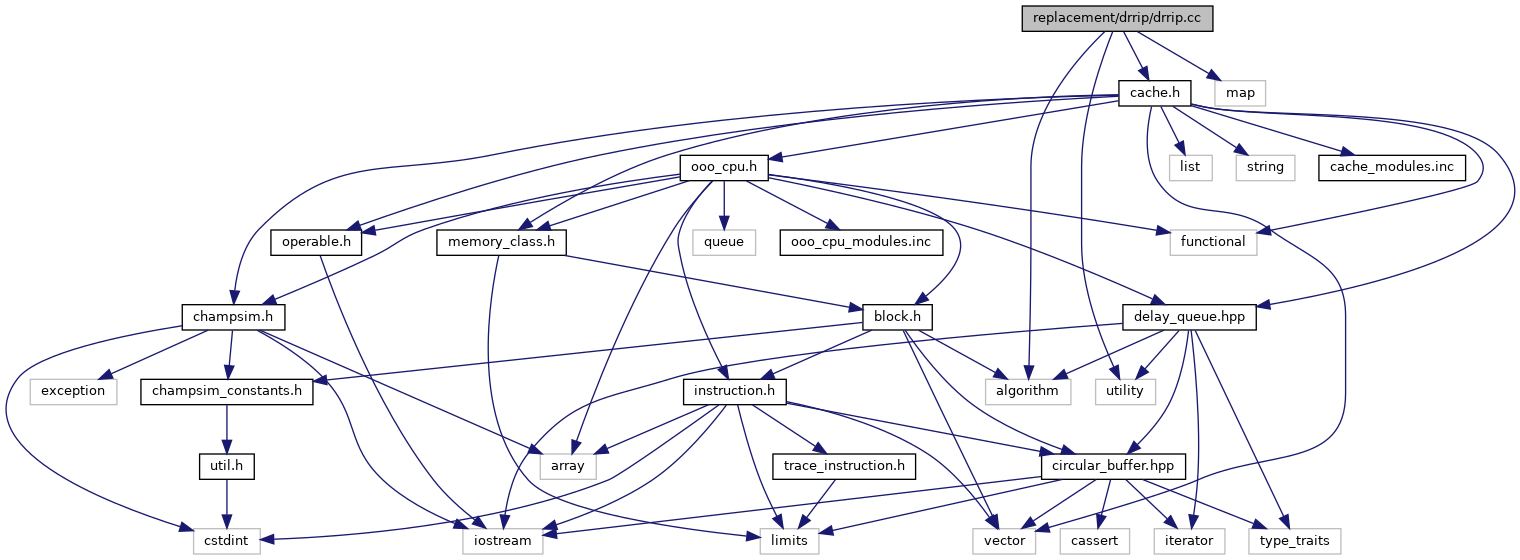 replacement/drrip/drrip.cc
cache.h
map
ooo_cpu.h
list
string
cache_modules.inc
operable.h
memory_class.h
queue
ooo_cpu_modules.inc
functional
champsim.h
block.h
delay_queue.hpp
exception
champsim_constants.h
instruction.h
algorithm
utility
util.h
array
trace_instruction.h
circular_buffer.hpp
cstdint
iostream
limits
vector
cassert
iterator
type_traits